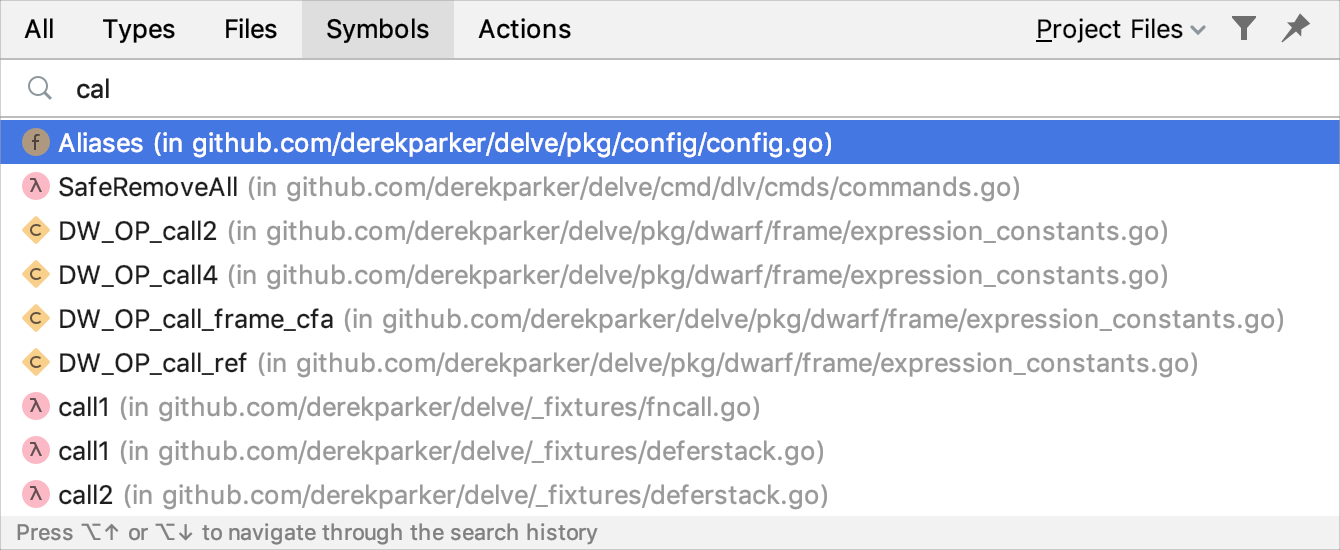 All Types Files Symbols Actions Project Files
cal
f Aliases (in github.com/derekparker/delve/pkg/config/config.go)
λ SafeRemoveAll (in github.com/derekparker/delve/cmd/dlv/cmds/commands.go)
C DW_OP_call2 (in github.com/derekparker/delve/pkg/dwarf/frame/expression_constants.go)
C DW_OP_call4 (in github.com/derekparker/delve/pkg/dwarf/frame/expression_constants.go)
C DW_OP_call_frame_cfa (in github.com/derekparker/delve/pkg/dwarf/frame/expression_constants.go)
C DW_OP_call_ref (in github.com/derekparker/delve/pkg/dwarf/frame/expression_constants.go)
λ call1 (in github.com/derekparker/delve/_fixtures/fncall.go)
λ call1 (in github.com/derekparker/delve/_fixtures/deferstack.go)
λ call2 (in github.com/derekparker/delve/_fixtures/deferstack.go)
Press ⌥↑ or ⌥↓ to navigate through the search history